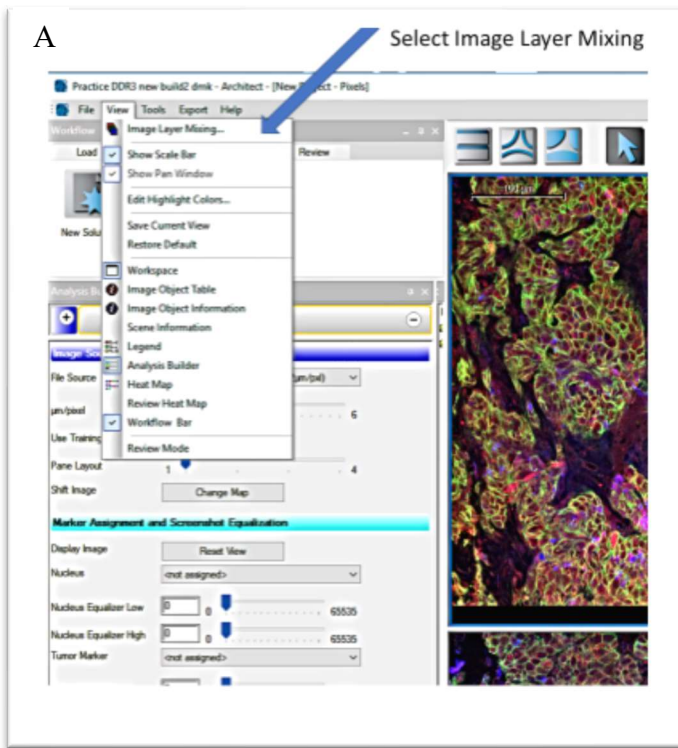 A
Select Image Layer Mixing
Practice DDR3 new build2 dmk - Architect - [New Project - Pixels]
File View Tools Export Help
Workflow
Image Layer Mixing...
Load
Review
Show Scale Bar
Show Pan Window
Edit Highlight Colors...
New Solu
Save Current View
Restore Default
Workspace
Image Object Table
Image Object Information
Scene Information
Legend
Analysis Builder
Heat Map
Review Heat Map
Workflow Bar
Review Mode
Analysis Bu
Image Sou
File Source
µm/pxl)
µm/pixel
6
Use Training
Pane Layout
1
4
Shift Image
Change Map
Marker Assignment and Screenshot Equalization
Display Image
Reset View
Nucleus
<not assigned>
Nucleus Equalizer Low
0
0
65535
Nucleus Equalizer High
0
0
65535
Tumor Marker
<not assigned>